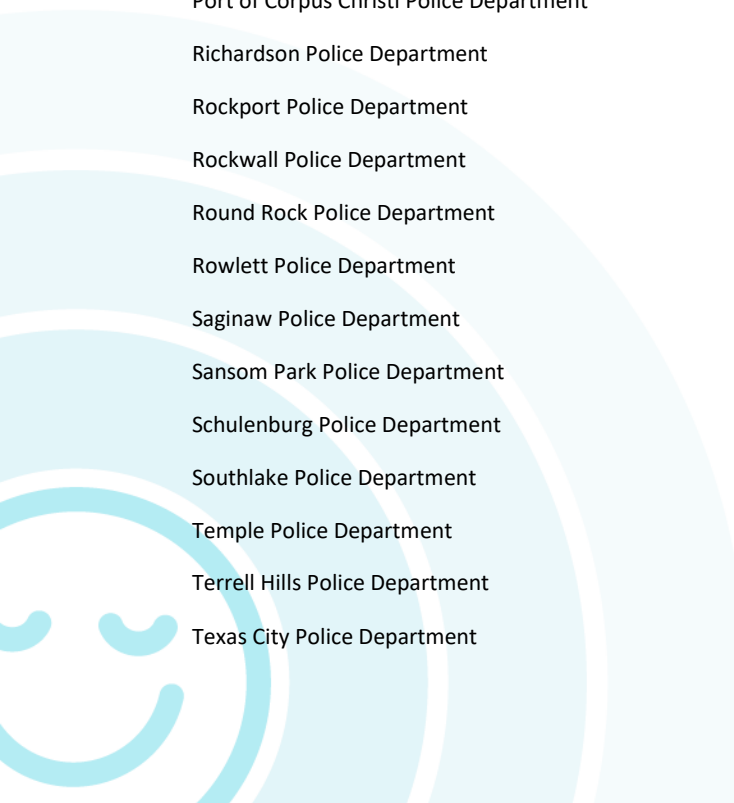 Port of Corpus Christi Police Department
Richardson Police Department
Rockport Police Department
Rockwall Police Department
Round Rock Police Department
Rowlett Police Department
Saginaw Police Department
Sansom Park Police Department
Schulenburg Police Department
Southlake Police Department
Temple Police Department
Terrell Hills Police Department
Texas City Police Department